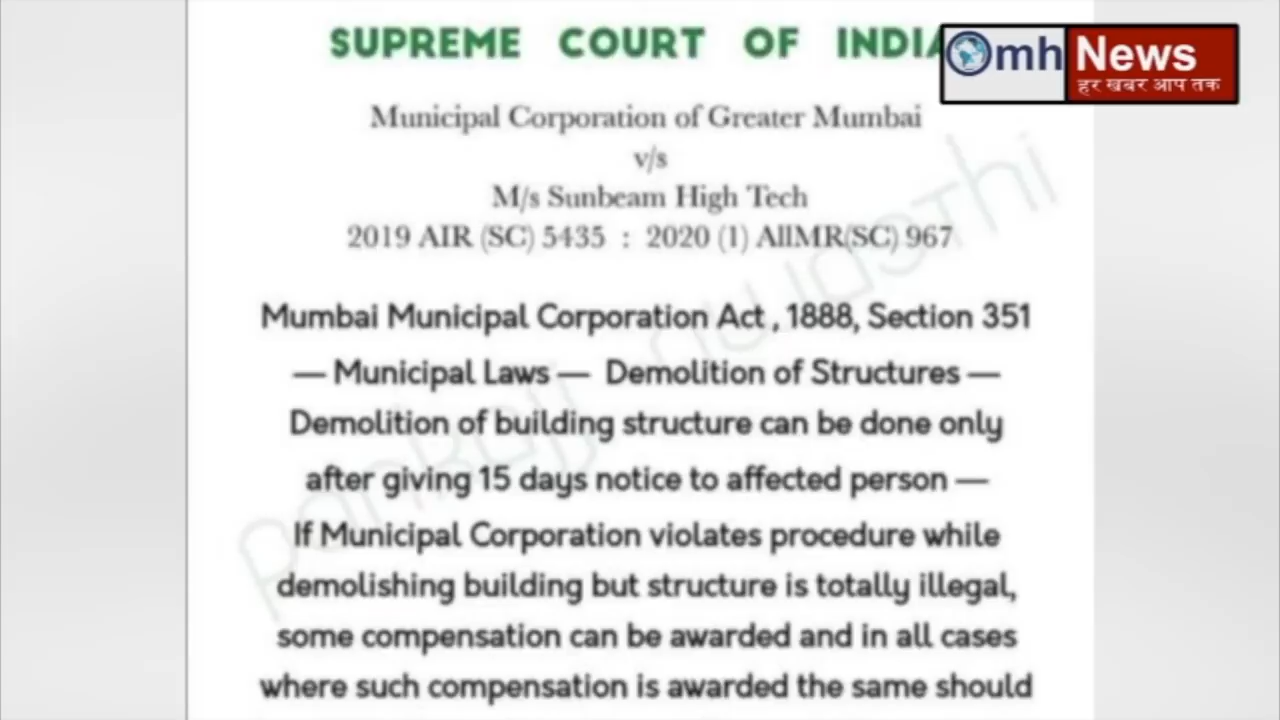 SUPREME COURT OF INDIA
mh News
हर खबर आप तक
Municipal Corporation of Greater Mumbai
v/s
M/s Sunbeam High Tech
2019 AIR (SC) 5435 : 2020 (1) AllMR(SC) 967
Mumbai Municipal Corporation Act , 1888, Section 351
— Municipal Laws — Demolition of Structures —
Demolition of building structure can be done only
after giving 15 days notice to affected person —
If Municipal Corporation violates procedure while
demolishing building but structure is totally illegal,
some compensation can be awarded and in all cases
where such compensation is awarded the same should